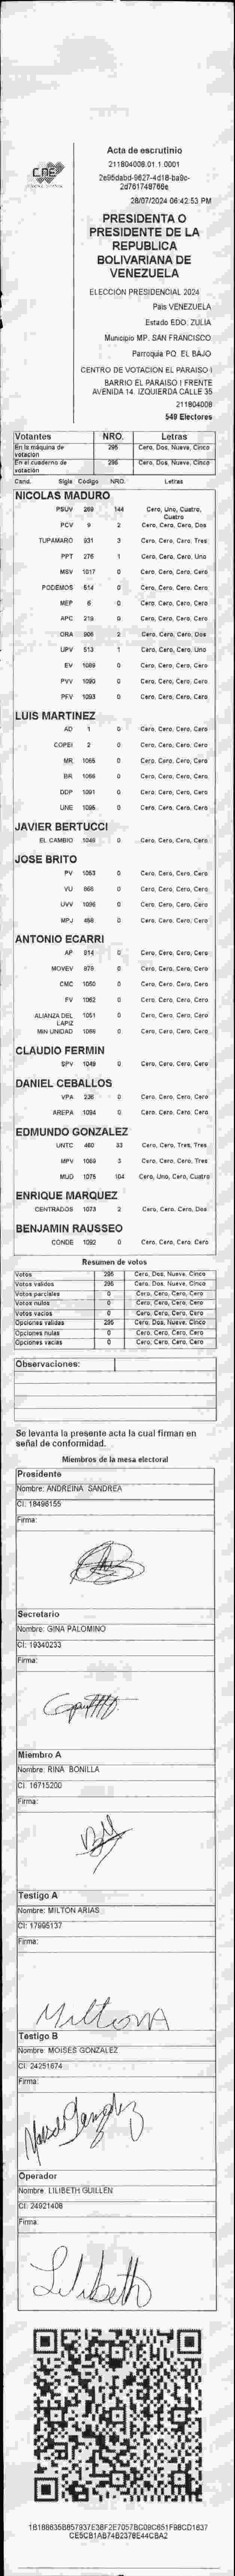 CNE
Acta de escrutinio
211804008.01.1.0001
28/07/2024 06:42:53 PM
PRESIDENTA O
PRESIDENTE DE LA
REPUBLICA
BOLIVARIANA DE
VENEZUELA
ELECCIÓN PRESIDENCIAL 2024
País VENEZUELA
Estado EDO. ZULIA
Municipio MP. SAN FRANCISCO
Parroquia PQ. EL BAJO
CENTRO DE VOTACIÓN EL PARAISO I
BARRIO EL PARAISO I FRENTE
AVENIDA 14. IZQUIERDA CALLE 35
211804008
549 Electores
Votantes NRO. Letras
En la máquina de votación 295 Cero, Dos, Nueve, Cinco
En el cuaderno de votación 295 Cero, Dos, Nueve, Cinco
Cand. Sigla Codigo NRO. Letras
NICOLAS MADURO
PSUV 269 144 Cero, Uno, Cuatro, Cuatro
PCV 9 2 Cero, Cero, Cero, Dos
TUPAMARO 931 3 Cero, Cero, Cero, Tres
PPT 276 1 Cero, Cero, Cero, Uno
MSV 1017 0 Cero, Cero, Cero, Cero
PODEMOS 514 0 Cero, Cero, Cero, Cero
MEP 6 0 Cero, Cero, Cero, Cero
APC 219 0 Cero, Cero, Cero, Cero
ORA 906 2 Cero, Cero, Cero, Dos
UPV 513 1 Cero, Cero, Cero, Uno
EV 1089 0 Cero, Cero, Cero, Cero
PVV 1090 0 Cero, Cero, Cero, Cero
PFV 1093 0 Cero, Cero, Cero, Cero
LUIS MARTINEZ
AD 1 0 Cero, Cero, Cero, Cero
COPEI 2 0 Cero, Cero, Cero, Cero
MR 1065 0 Cero, Cero, Cero, Cero
BR 1066 0 Cero, Cero, Cero, Cero
DDP 1091 0 Cero, Cero, Cero, Cero
UNE 1095 0 Cero, Cero, Cero, Cero
JAVIER BERTUCCI
EL CAMBIO 1048 0 Cero, Cero, Cero, Cero
JOSE BRITO
PV 1053 0 Cero, Cero, Cero, Cero
VU 868 0 Cero, Cero, Cero, Cero
UVV 1096 0 Cero, Cero, Cero, Cero
MPJ 458 0 Cero, Cero, Cero, Cero
ANTONIO ECARRI
AP 914 0 Cero, Cero, Cero, Cero
MOVEV 879 0 Cero, Cero, Cero, Cero
CMC 1050 0 Cero, Cero, Cero, Cero
FV 1062 0 Cero, Cero, Cero, Cero
ALIANZA DEL LAPIZ 1051 0 Cero, Cero, Cero, Cero
MIN UNIDAD 1086 0 Cero, Cero, Cero, Cero
CLAUDIO FERMIN
SPV 1049 0 Cero, Cero, Cero, Cero
DANIEL CEBALLOS
VPA 236 0 Cero, Cero, Cero, Cero
AREPA 1094 0 Cero, Cero, Cero, Cero
EDMUNDO GONZALEZ
UNTC 460 33 Cero, Cero, Tres, Tres
MPV 1069 3 Cero, Cero, Cero, Tres
MUD 1075 104 Cero, Uno, Cero, Cuatro
ENRIQUE MARQUEZ
CENTRADOS 1073 2 Cero, Cero, Cero, Dos
BENJAMIN RAUSSEO
CONDE 1092 0 Cero, Cero, Cero, Cero
Resumen de votos
Votos 295 Cero, Dos, Nueve, Cinco
Votos validos 295 Cero, Dos, Nueve, Cinco
Votos parciales 0 Cero, Cero, Cero, Cero
Votos nulos 0 Cero, Cero, Cero, Cero
Votos vacios 0 Cero, Cero, Cero, Cero
Opciones validas 295 Cero, Dos, Nueve, Cinco
Opciones nulas 0 Cero, Cero, Cero, Cero
Opciones vacias 0 Cero, Cero, Cero, Cero
Observaciones:
Se levanta la presente acta la cual firman en
señal de conformidad.
Miembros de la mesa electoral
Presidente
Nombre: ANDREINA SANDREA
CI: 18496155
Firma:
Secretario
Nombre: GINA PALOMINO
CI: 19340233
Firma:
Miembro A
Nombre: RINA BONILLA
CI: 16715200
Firma:
Testigo A
Nombre: MILTON ARIAS
CI: 17995137
Firma:
Milton A
Testigo B
Nombre: MOISES GONZALEZ
CI: 24251674
Firma:
Operador
Nombre: LILIBETH GUILLEN
CI: 24921408
Firma:
Lilibeth